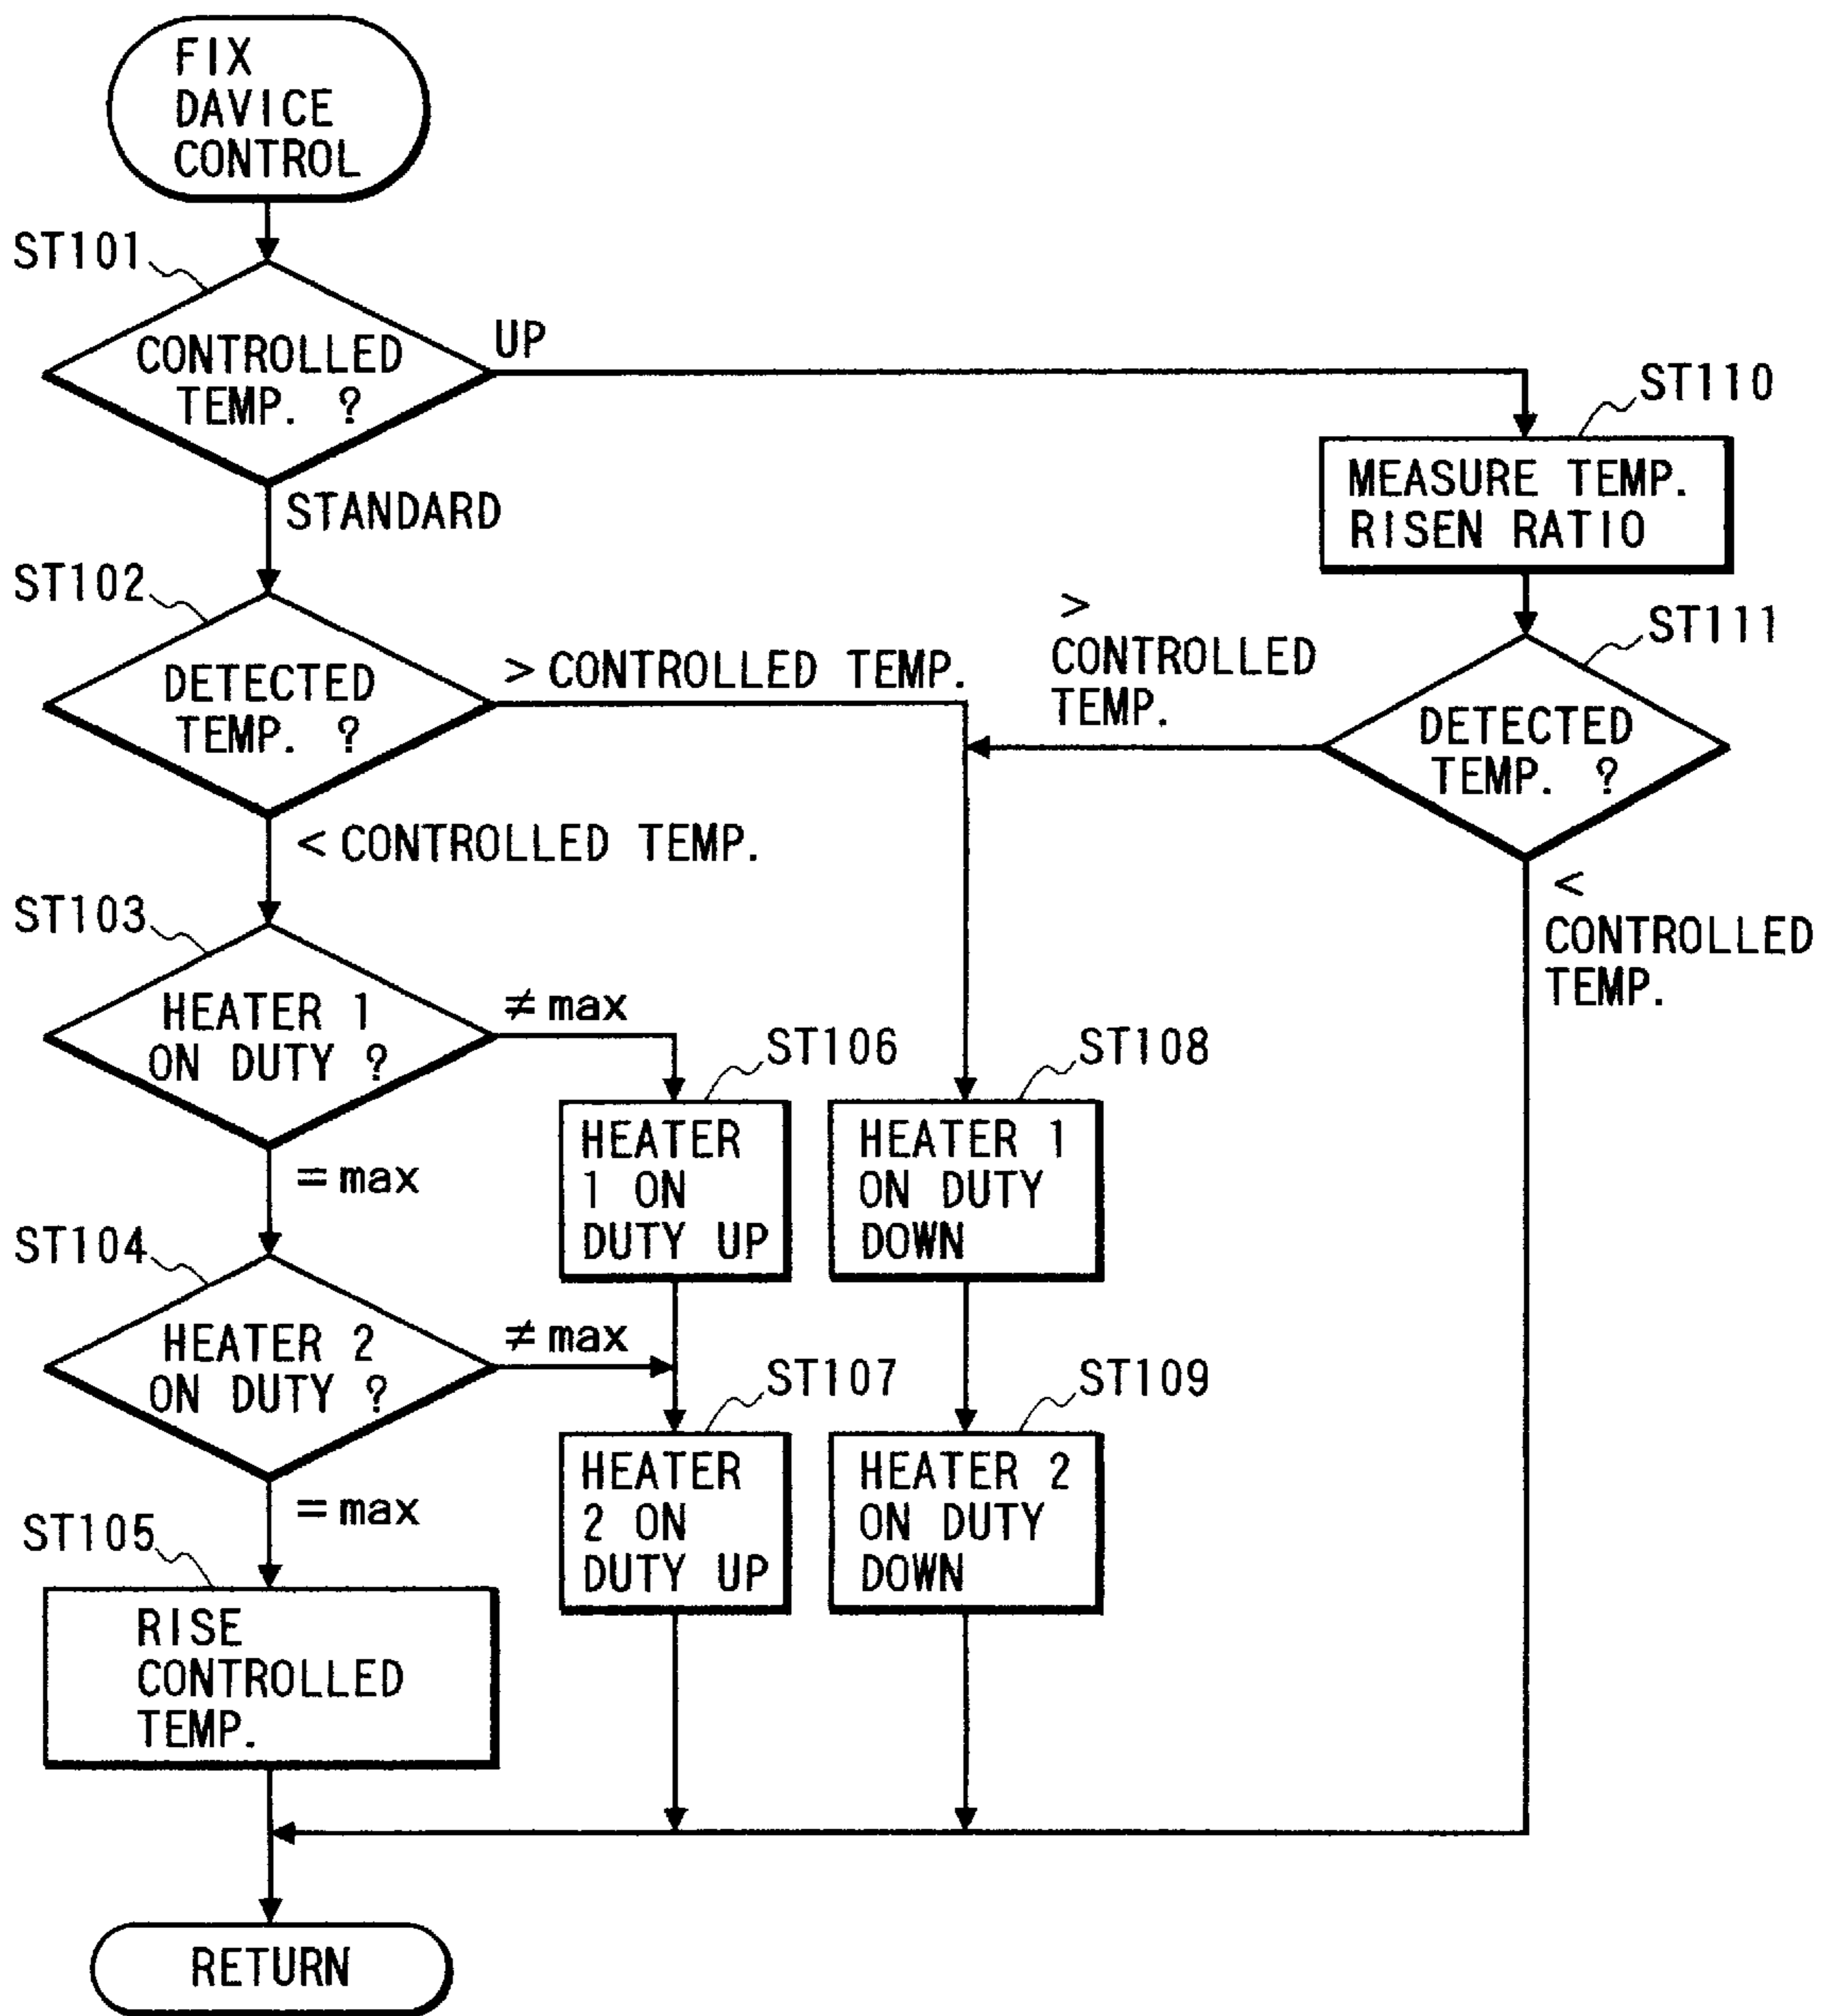 FIX
DAVICE
CONTROL
ST101
CONTROLLED
TEMP. ?
UP
STANDARD
ST110
MEASURE TEMP.
RISEN RATIO
ST102
DETECTED
TEMP. ?
> CONTROLLED TEMP.
< CONTROLLED TEMP.
ST111
DETECTED
TEMP. ?
>
CONTROLLED
TEMP.
<
CONTROLLED
TEMP.
ST103
HEATER 1
ON DUTY ?
≠max
=max
ST106
HEATER
1 ON
DUTY UP
ST108
HEATER 1
ON DUTY
DOWN
ST104
HEATER 2
ON DUTY ?
≠max
=max
ST107
HEATER
2 ON
DUTY UP
ST109
HEATER 2
ON DUTY
DOWN
ST105
RISE
CONTROLLED
TEMP.
RETURN